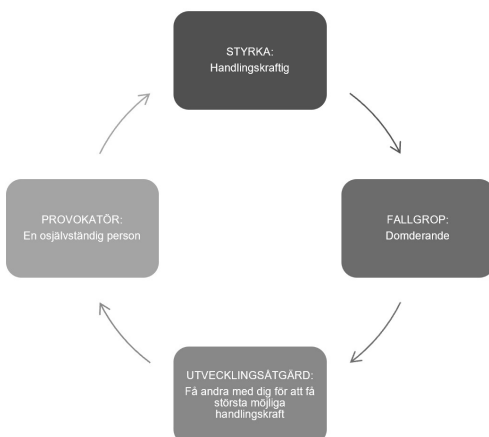 STYRKA:
Handlingskraftig
FALLGROP:
Domderande
UTVECKLINGSÅTGÄRD:
Få andra med dig för att få
största möjliga
handlingskraft
PROVOKATÖR:
En osjälvständig person